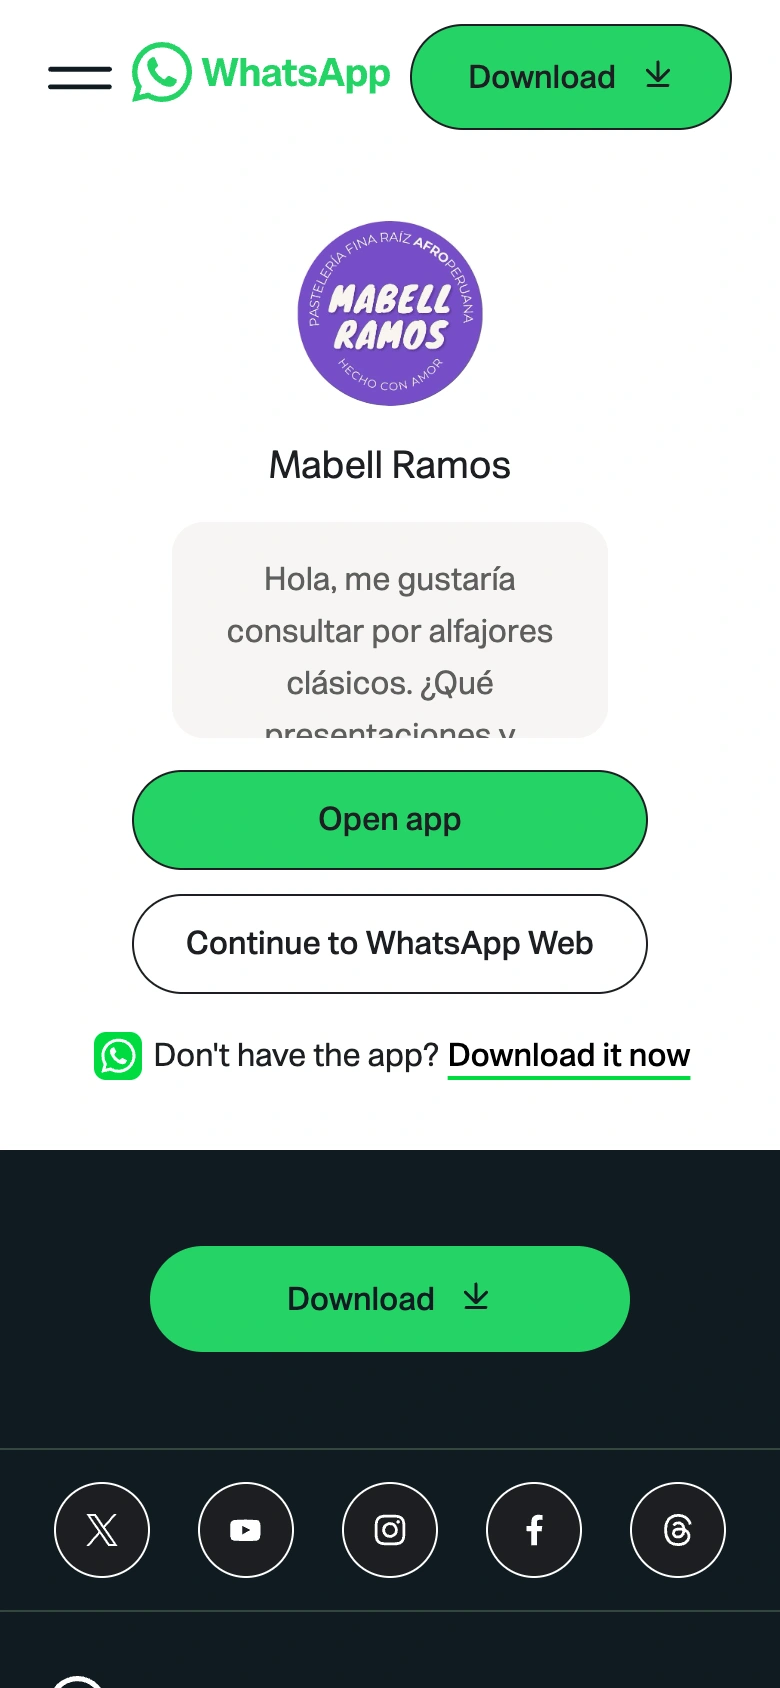 WhatsApp
Download
PASTELERÍA FINA RAÍZ AFROPERUANA
MABELL
RAMOS
HECHO CON AMOR
Mabell Ramos
Hola, me gustaría
consultar por alfajores
clásicos. ¿Qué
presentaciones y
Open app
Continue to WhatsApp Web
Don't have the app? Download it now
Download